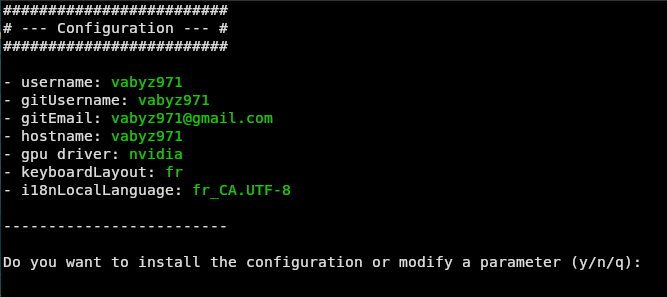 #########################
# --- Configuration --- #
#########################
- username: vabyz971
- gitUsername: vabyz971
- gitEmail: vabyz971@gmail.com
- hostname: vabyz971
- gpu driver: nvidia
- keyboardLayout: fr
- i18nLocalLanguage: fr_CA.UTF-8
-------------------------
Do you want to install the configuration or modify a parameter (y/n/q):